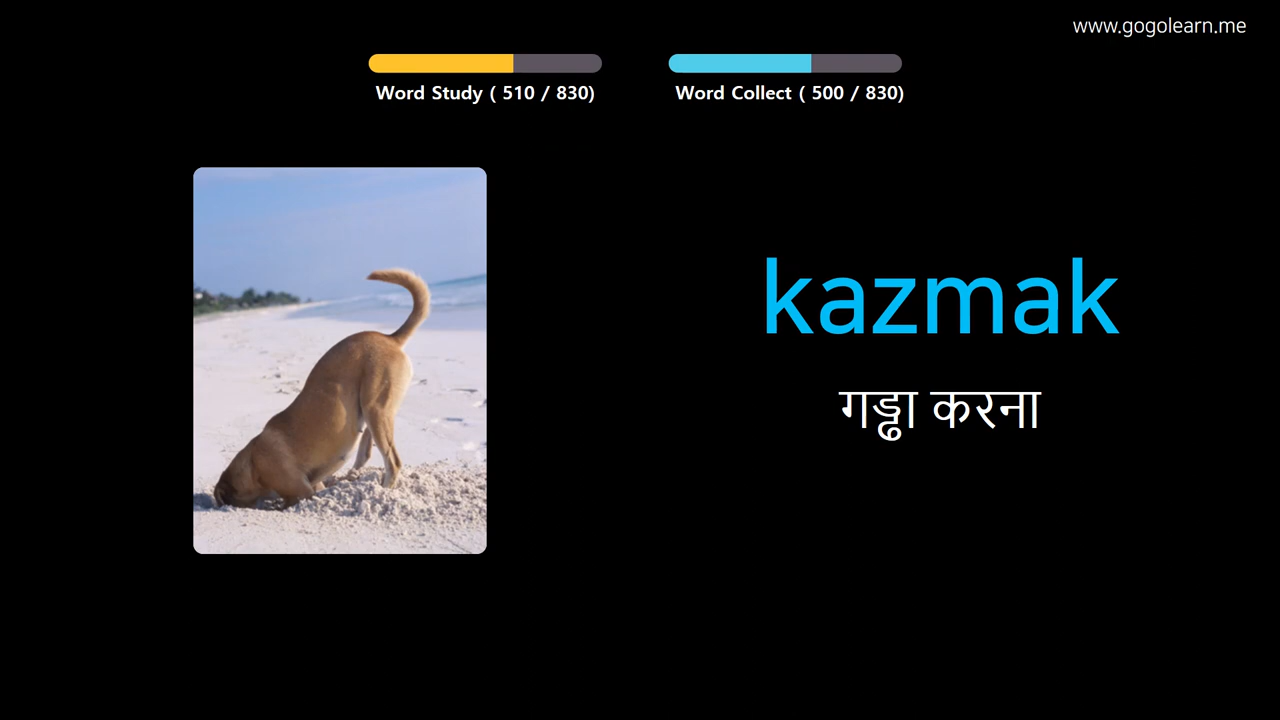 www.gogolearn.me
Word Study ( 510 / 830)
Word Collect ( 500 / 830)
kazmak
गड्ढा करना